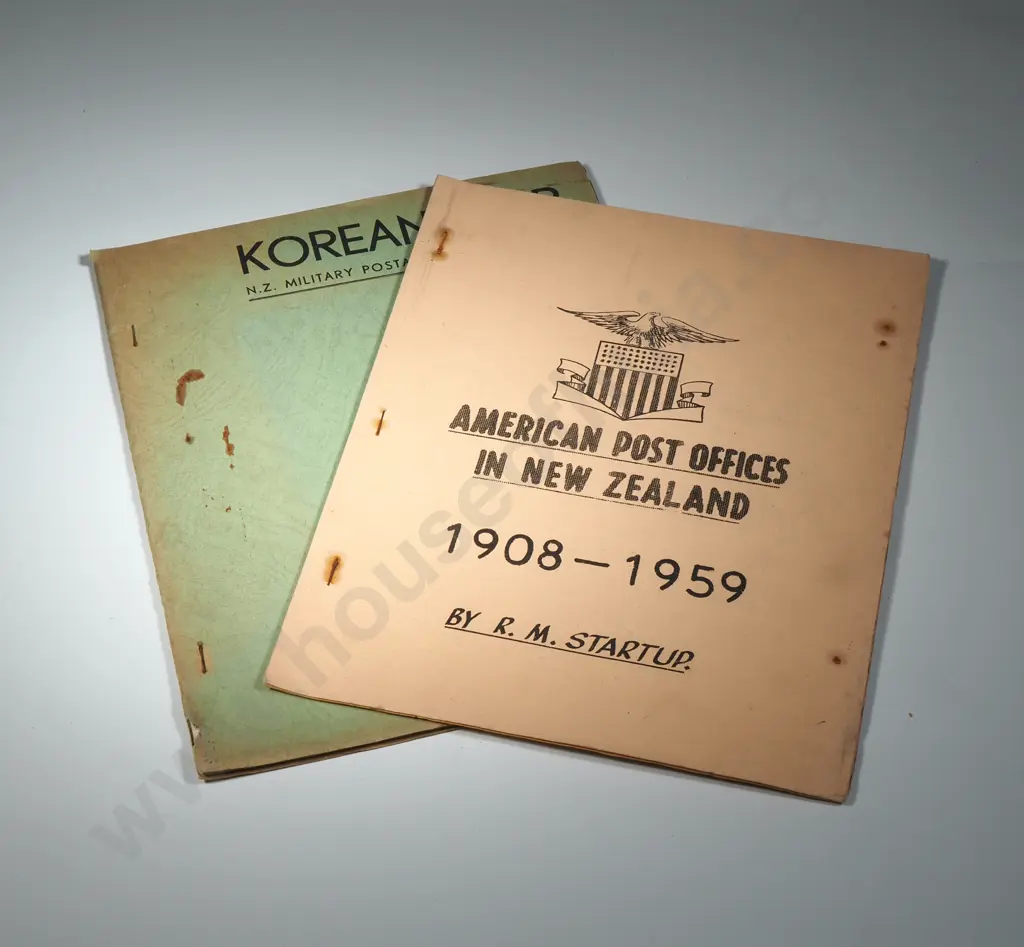 KOREAN
N.Z. MILITARY POSTA
AMERICAN POST OFFICES
IN NEW ZEALAND
1908—1959
BY R. M. STARTUP.